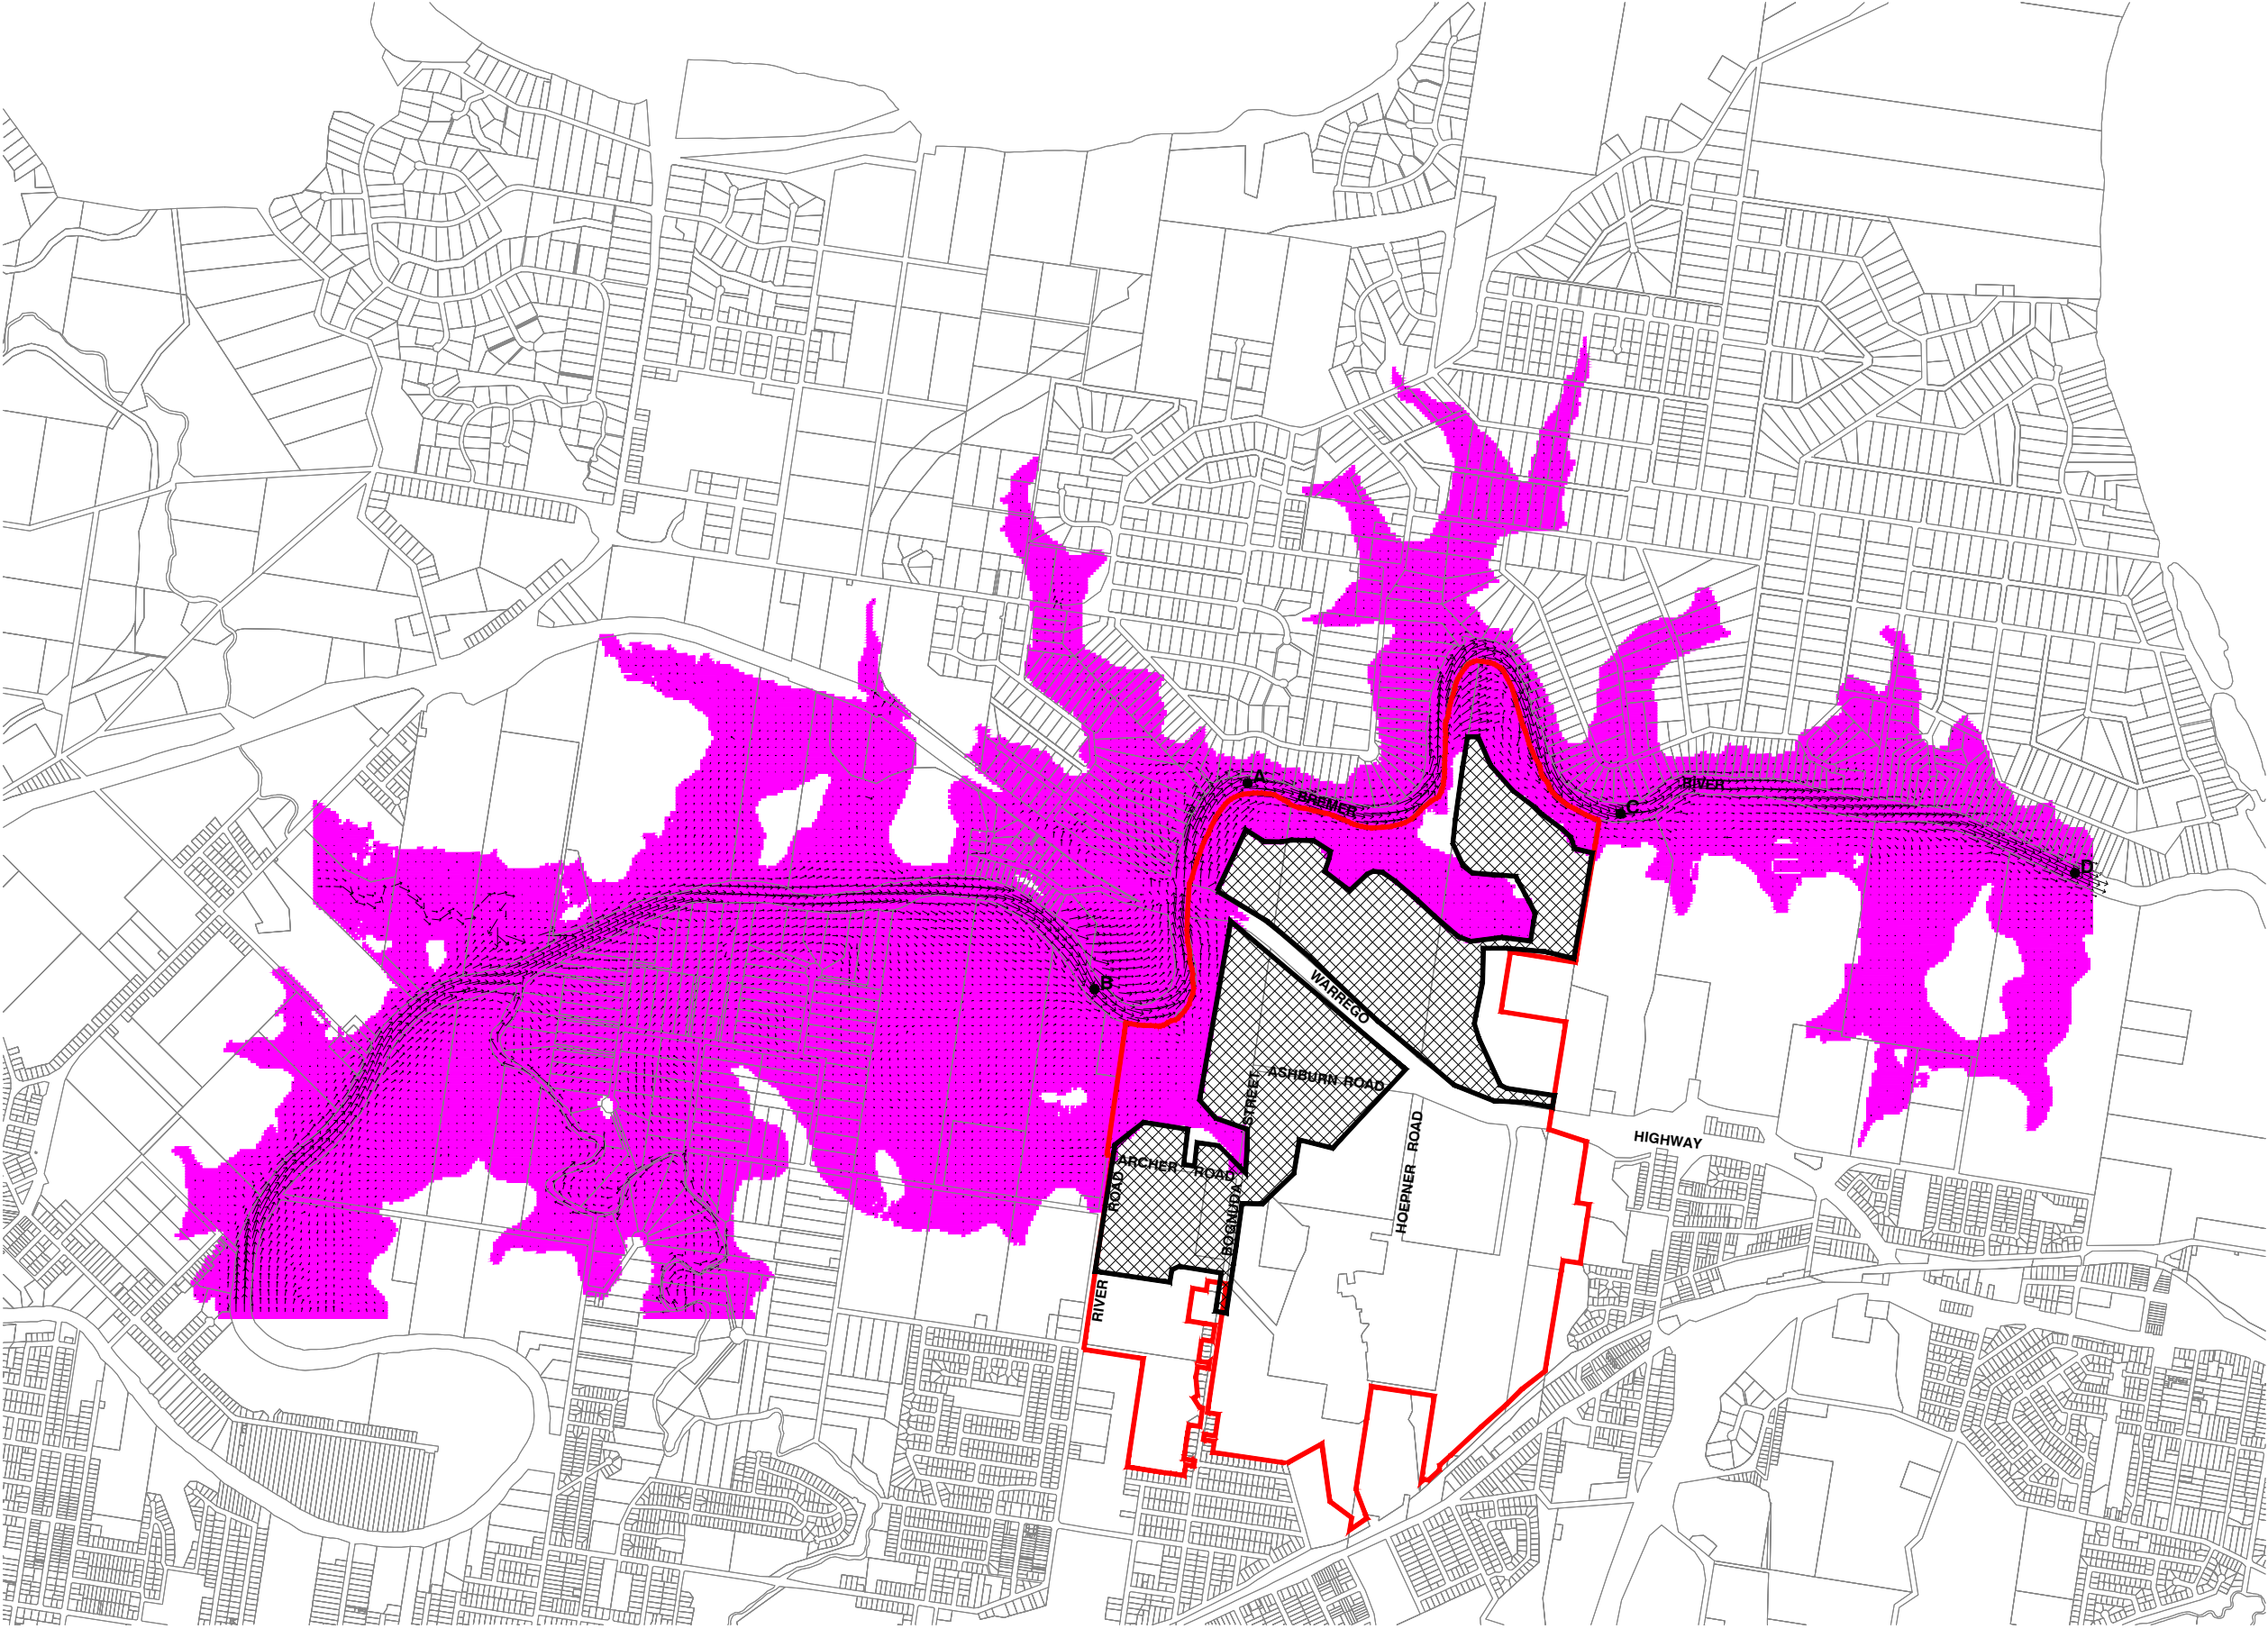 A
BREMER
C
RIVER
D
B
WARREGO
ASHBURN ROAD
STREET
HIGHWAY
ARCHER ROAD
HOEPNER ROAD
ROAD
BOGNUDA
RIVER